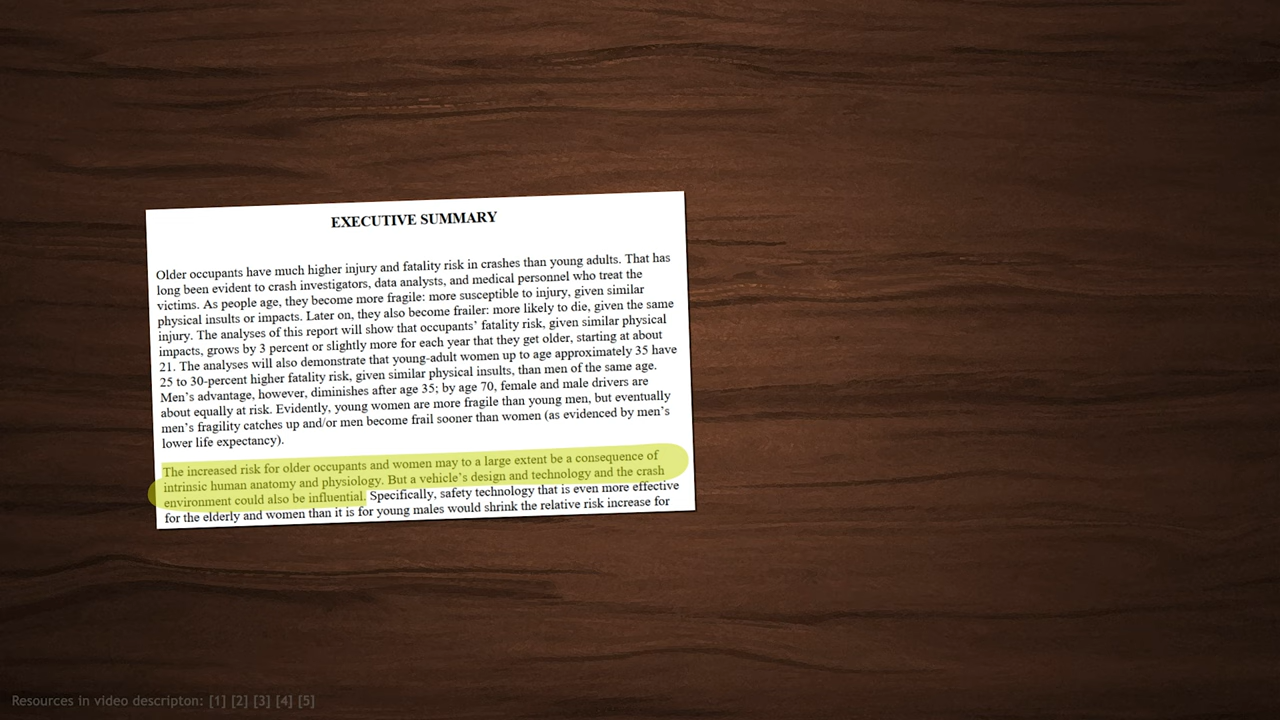 EXECUTIVE SUMMARY
Older occupants have much higher injury and fatality risk in crashes than young adults. That has
long been evident to crash investigators, data analysts, and medical personnel who treat the
victims. As people age, they become more fragile: more susceptible to injury, given similar
physical insults or impacts. Later on, they also become frailer: more likely to die, given the same
injury. The analyses of this report will show that occupants’ fatality risk, given similar physical
impacts, grows by 3 percent or slightly more for each year that they get older, starting at about
21. The analyses will also demonstrate that young-adult women up to age approximately 35 have
25 to 30-percent higher fatality risk, given similar physical insults, than men of the same age.
Men’s advantage, however, diminishes after age 35; by age 70, female and male drivers are
about equally at risk. Evidently, young women are more fragile than young men, but eventually
men’s fragility catches up and/or men become frail sooner than women (as evidenced by men’s
lower life expectancy).
The increased risk for older occupants and women may to a large extent be a consequence of
intrinsic human anatomy and physiology. But a vehicle’s design and technology and the crash
environment could also be influential. Specifically, safety technology that is even more effective
for the elderly and women than it is for young males would shrink the relative risk increase for
Resources in video descripton: [1] [2] [3] [4] [5]